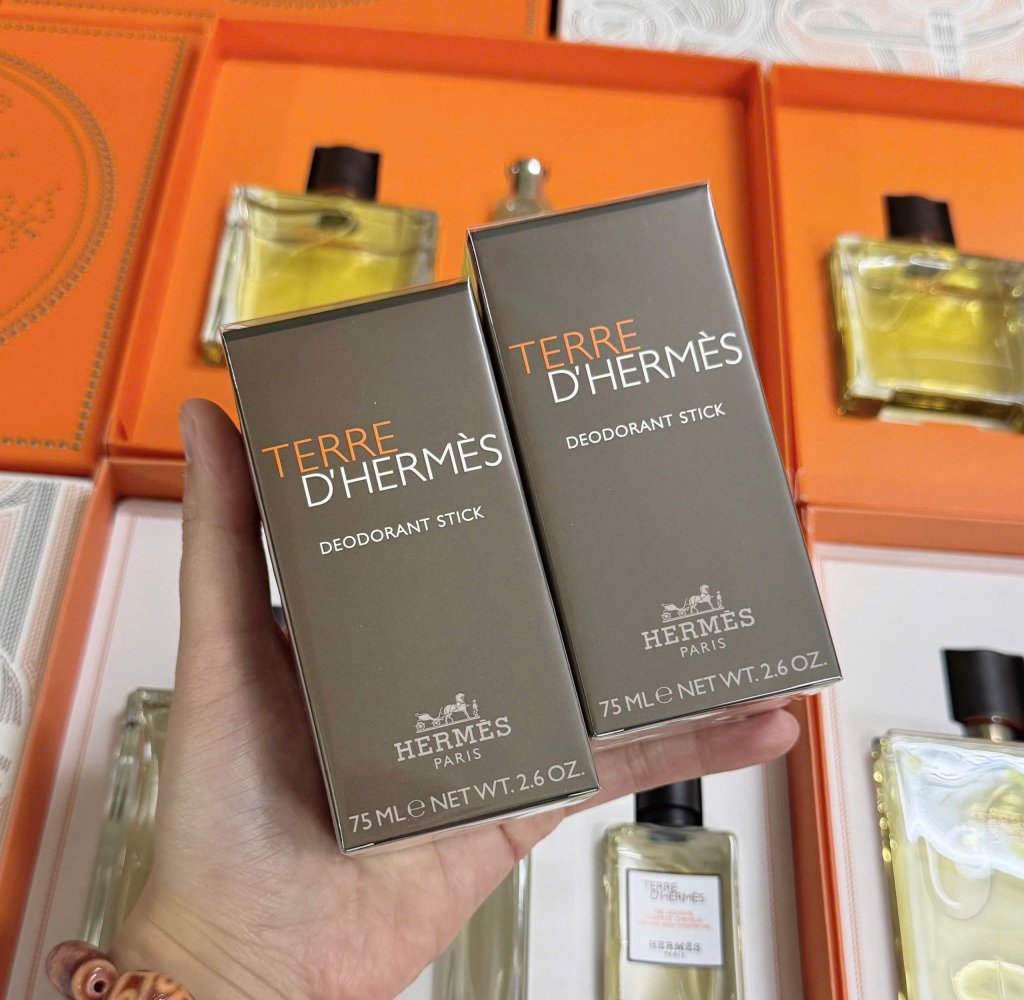 TERRE
D'HERMÈS
DEODORANT STICK
HERMÈS
PARIS
75 ML e NET WT. 2.6 OZ.
TERRE
D'HERMÈS
DEODORANT STICK
HERMÈS
PARIS
75 ML e NET WT. 2.6 OZ.
TERRE
D'HERMÈS
HERMÈS
PARIS